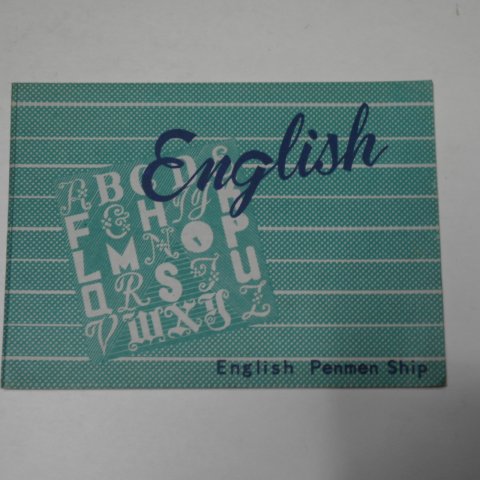 English
A B C D E
F G H I J K
L M N O P
Q R S T U
V W X Y Z
English Penmen Ship